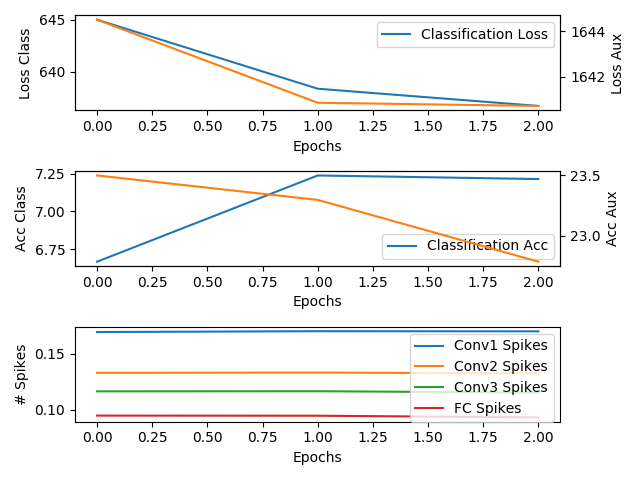 645
640
Loss Class
Classification Loss
1644
1642
Loss Aux
0.00 0.25 0.50 0.75 1.00 1.25 1.50 1.75 2.00
Epochs
7.25
7.00
6.75
Acc Class
Classification Acc
23.5
23.0
Acc Aux
0.00 0.25 0.50 0.75 1.00 1.25 1.50 1.75 2.00
Epochs
0.15
0.10
# Spikes
Conv1 Spikes
Conv2 Spikes
Conv3 Spikes
FC Spikes
0.00 0.25 0.50 0.75 1.00 1.25 1.50 1.75 2.00
Epochs